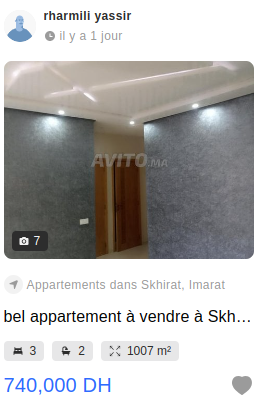 rharmili yassir
il y a 1 jour
AVITO.MA
7
Appartements dans Skhirat, Imarat
bel appartement à vendre à Skh...
3 2 1007 m²
740,000 DH